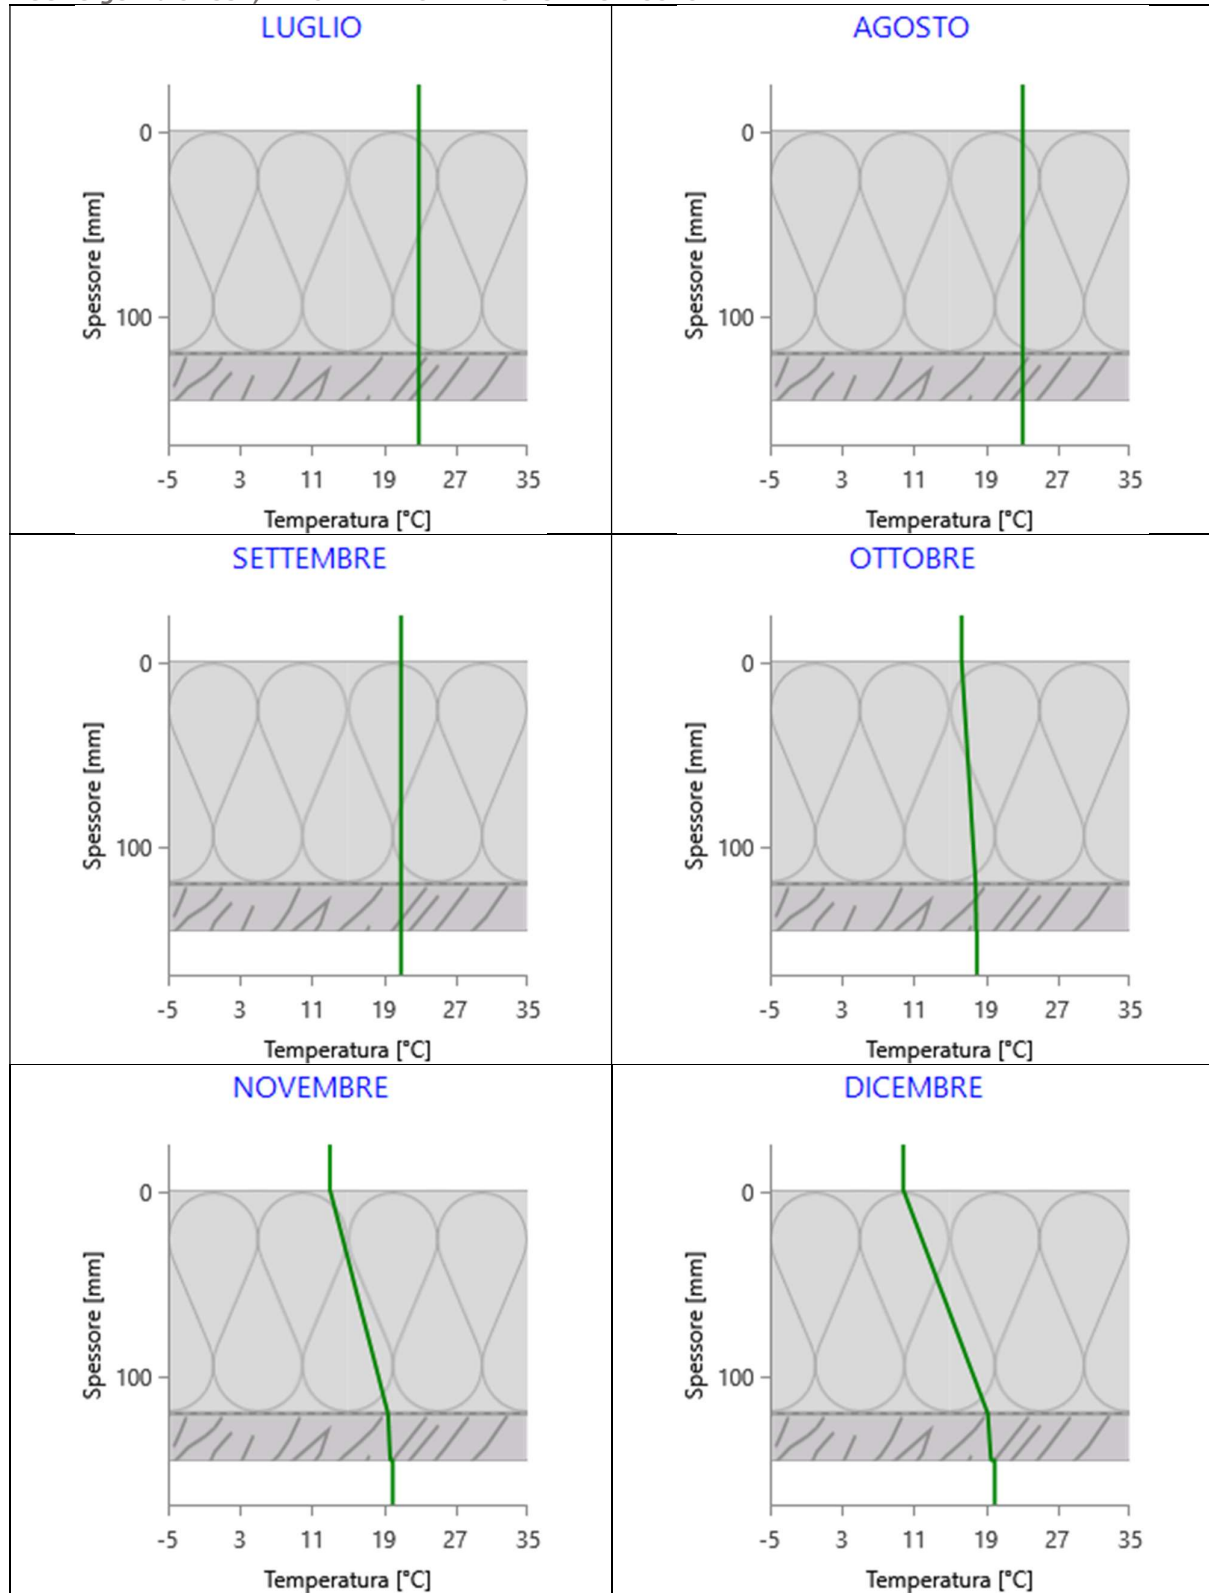 LUGLIO
0
100
Spessore [mm]
-5 3 11 19 27 35
Temperatura [°C]
AGOSTO
0
100
Spessore [mm]
-5 3 11 19 27 35
Temperatura [°C]
SETTEMBRE
0
100
Spessore [mm]
-5 3 11 19 27 35
Temperatura [°C]
OTTOBRE
0
100
Spessore [mm]
-5 3 11 19 27 35
Temperatura [°C]
NOVEMBRE
0
100
Spessore [mm]
-5 3 11 19 27 35
Temperatura [°C]
DICEMBRE
0
100
Spessore [mm]
-5 3 11 19 27 35
Temperatura [°C]